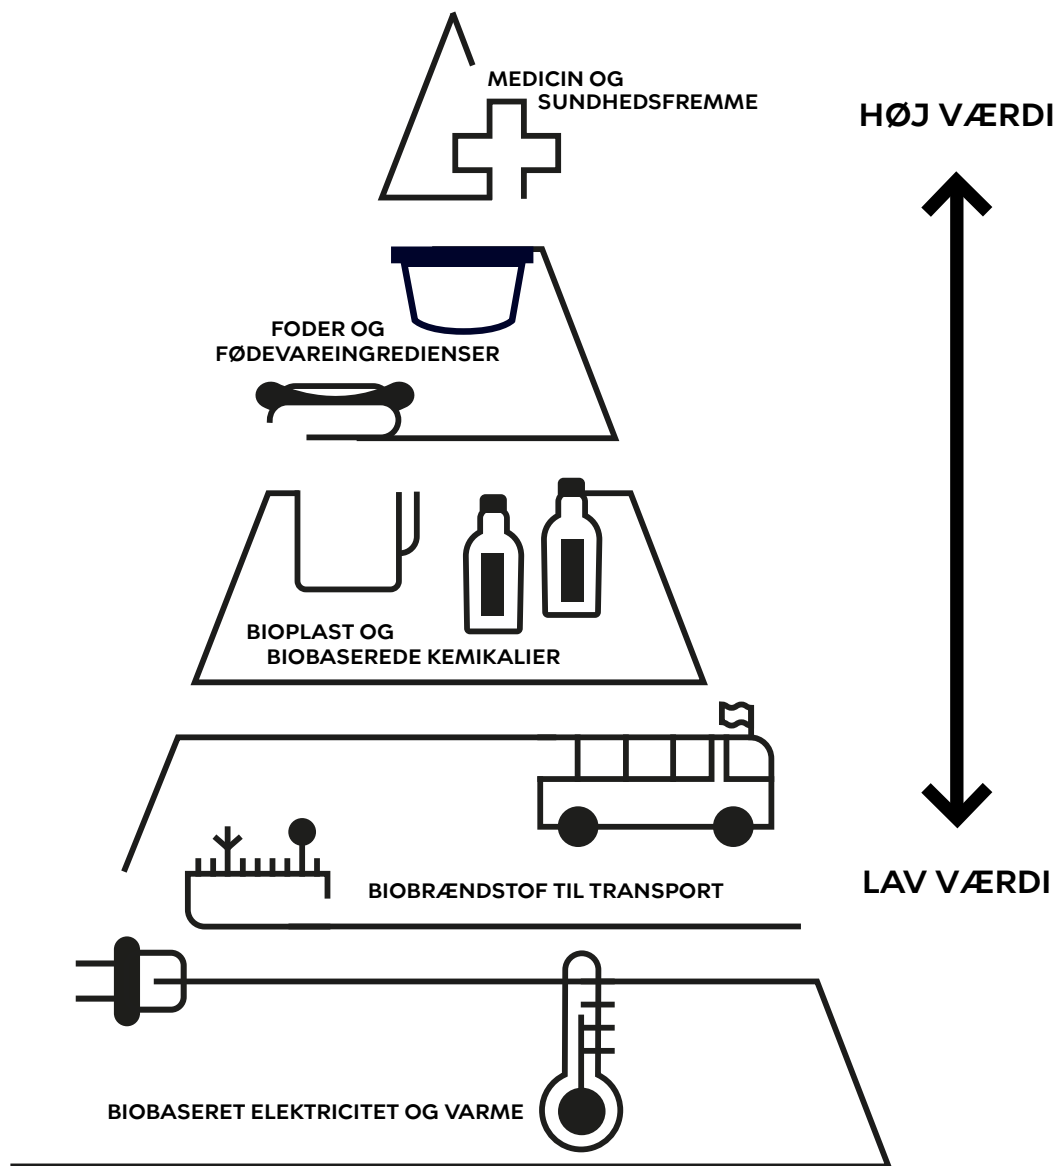 MEDICIN OG
SUNDHEDSFREMME
HØJ VÆRDI
FODER OG
FØDEVAREINGREDIENSER
BIOPLAST OG
BIOBASEREDE KEMIKALIER
LAV VÆRDI
BIOBRÆNDSTOF TIL TRANSPORT
BIOBASERET ELEKTRICITET OG VARME